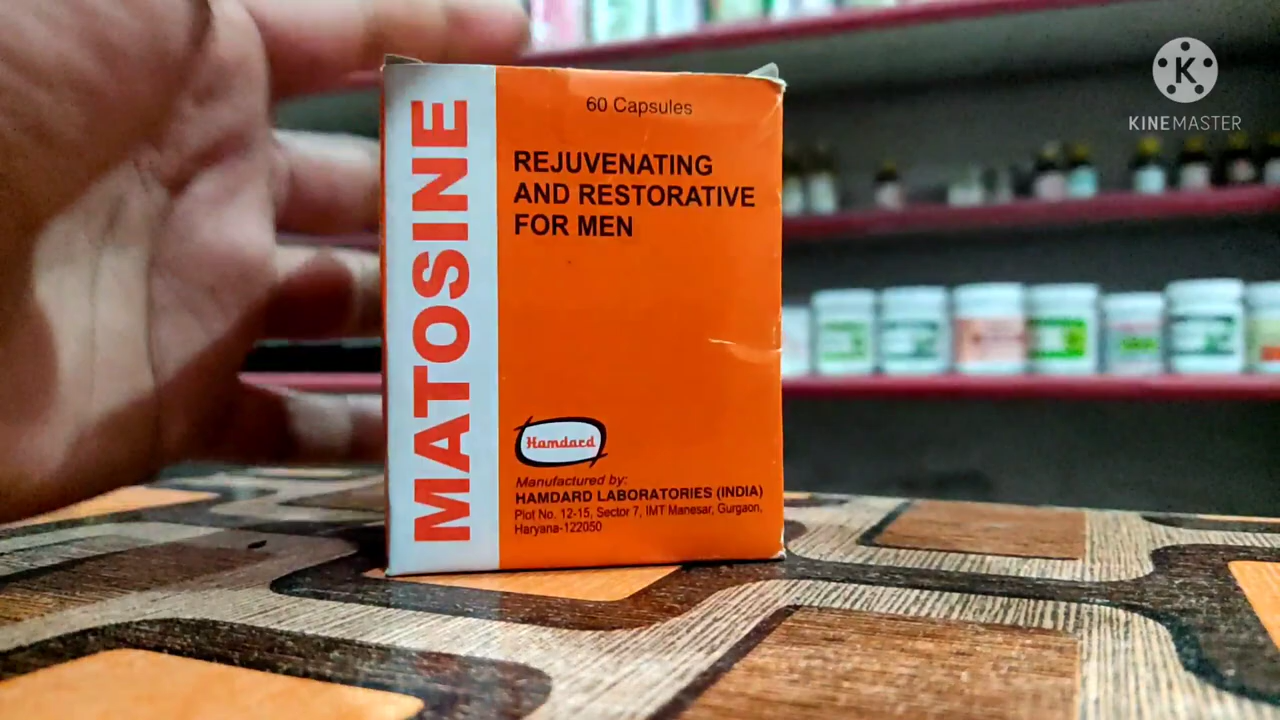 MATOSINE
60 Capsules
REJUVENATING
AND RESTORATIVE
FOR MEN
Hamdard
Manufactured by:
HAMDARD LABORATORIES (INDIA)
Plot No. 12-15, Sector 7, IMT Manesar, Gurgaon,
Haryana-122050
K
KINEMASTER